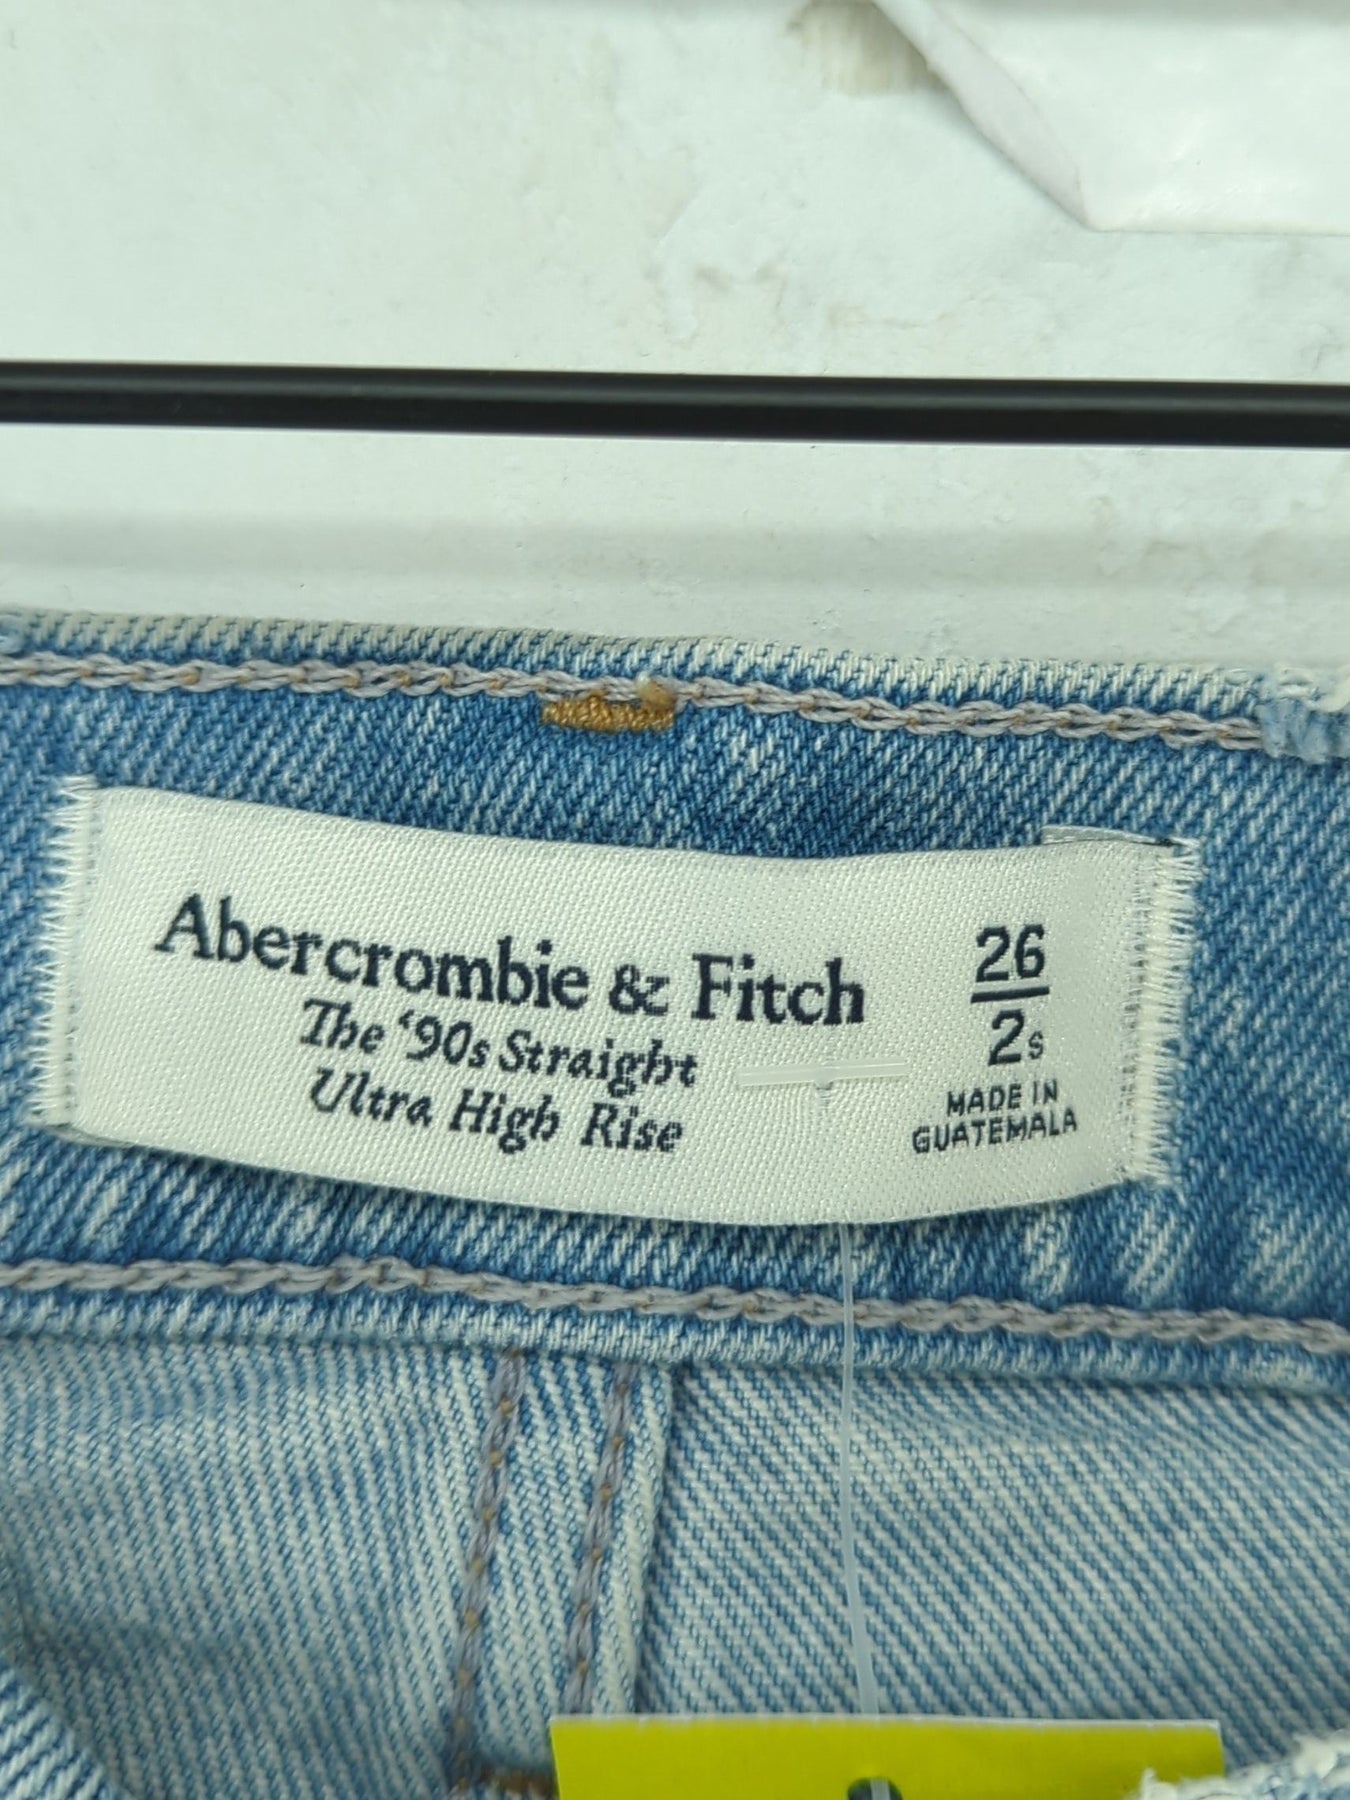 Abercrombie & Fitch
The ‘90s Straight
Ultra High Rise
26
2s
MADE IN
GUATEMALA